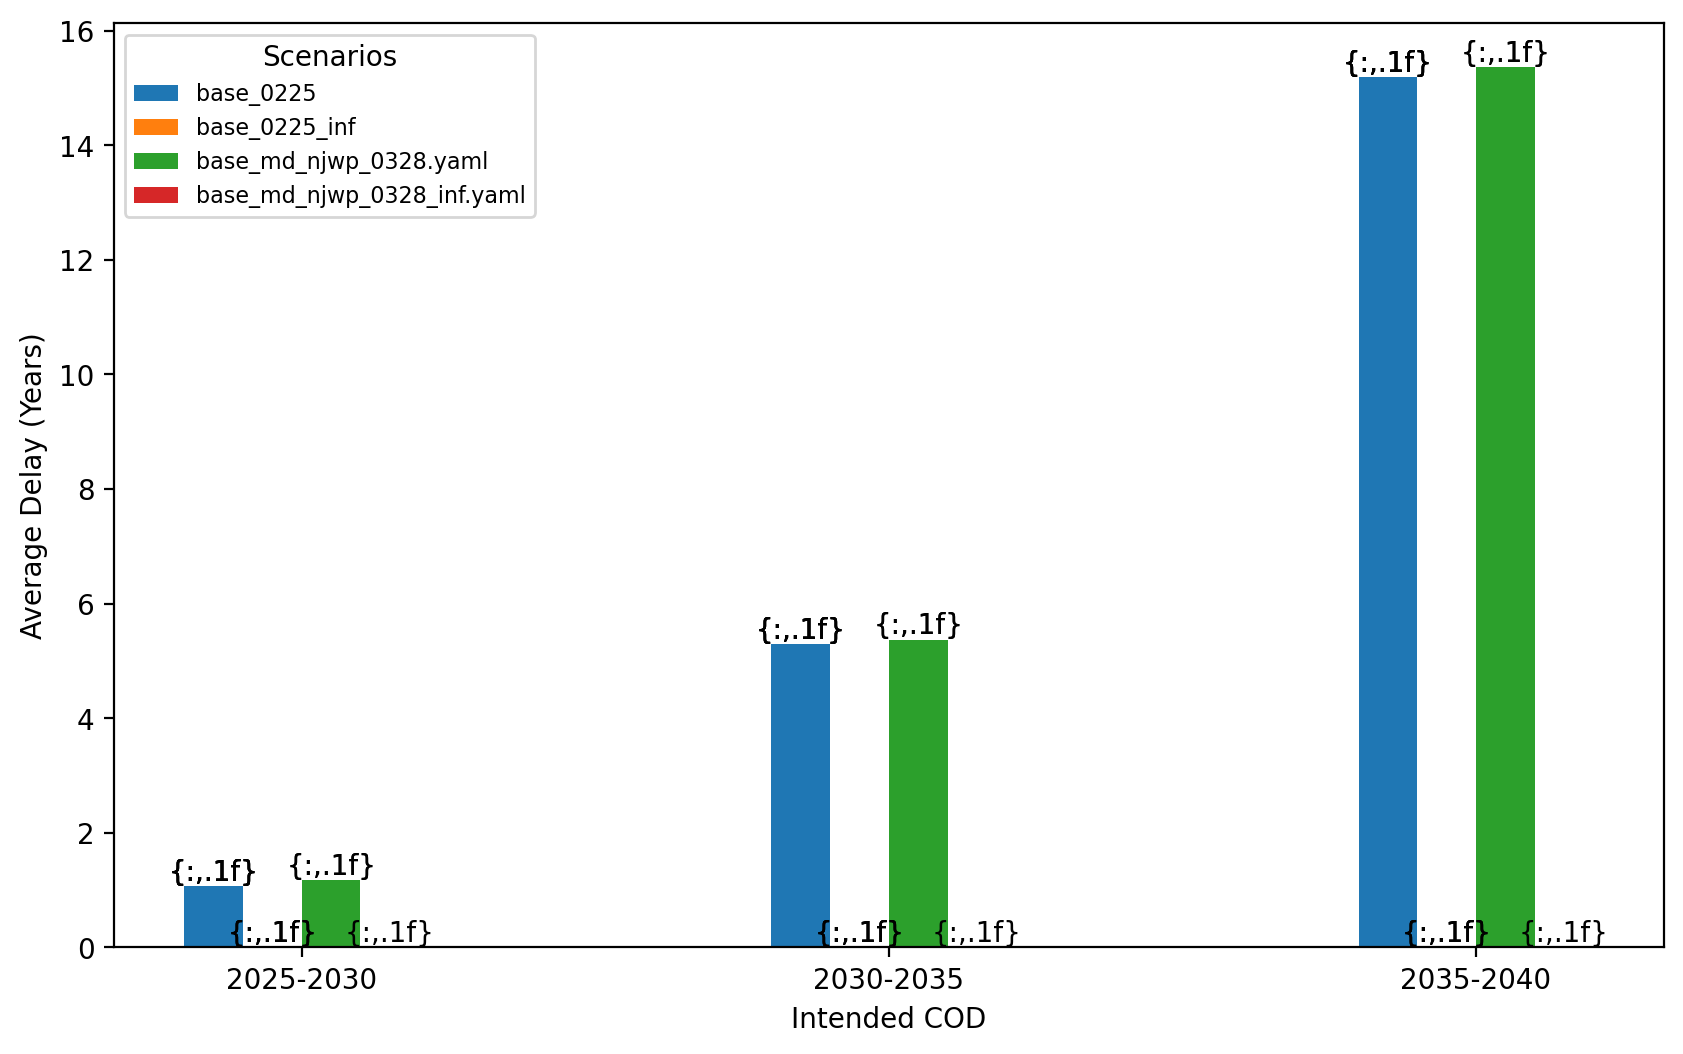 16
14
12
10
8
6
4
2
0
Average Delay (Years)
Scenarios
base_0225
base_0225_inf
base_md_njwp_0328.yaml
base_md_njwp_0328_inf.yaml
{:,.1f}
{:,.1f}
{:,.1f}
{:,.1f}
{:,.1f}
{:,.1f}
{:,.1f}
{:,.1f}
{:,.1f}
{:,.1f}
{:,.1f}
{:,.1f}
2025-2030
2030-2035
2035-2040
Intended COD